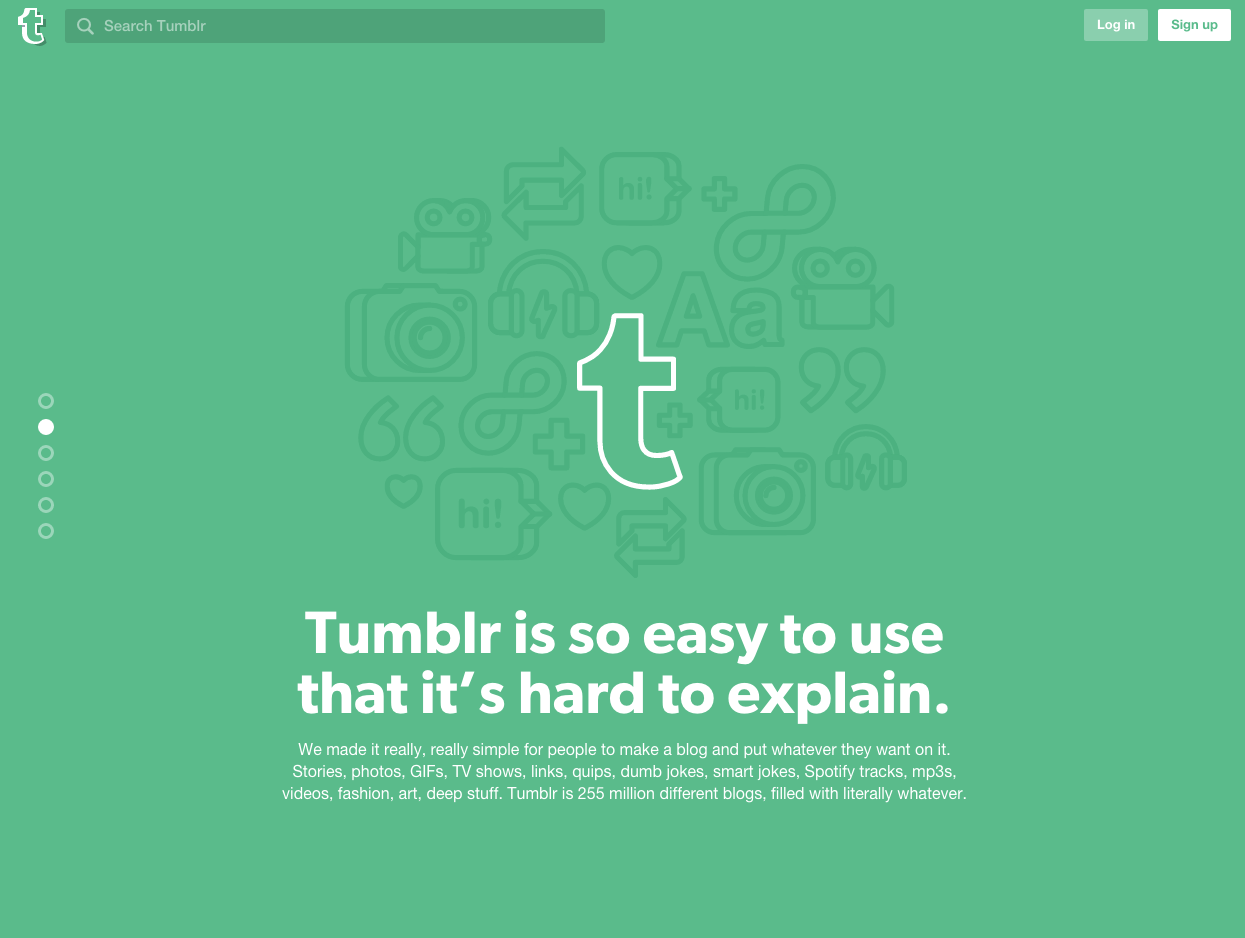 t
Search Tumblr
Log in
Sign up
hi!
Aa
hi!
hi!
t
Tumblr is so easy to use
that it’s hard to explain.
We made it really, really simple for people to make a blog and put whatever they want on it.
Stories, photos, GIFs, TV shows, links, quips, dumb jokes, smart jokes, Spotify tracks, mp3s,
videos, fashion, art, deep stuff. Tumblr is 255 million different blogs, filled with literally whatever.